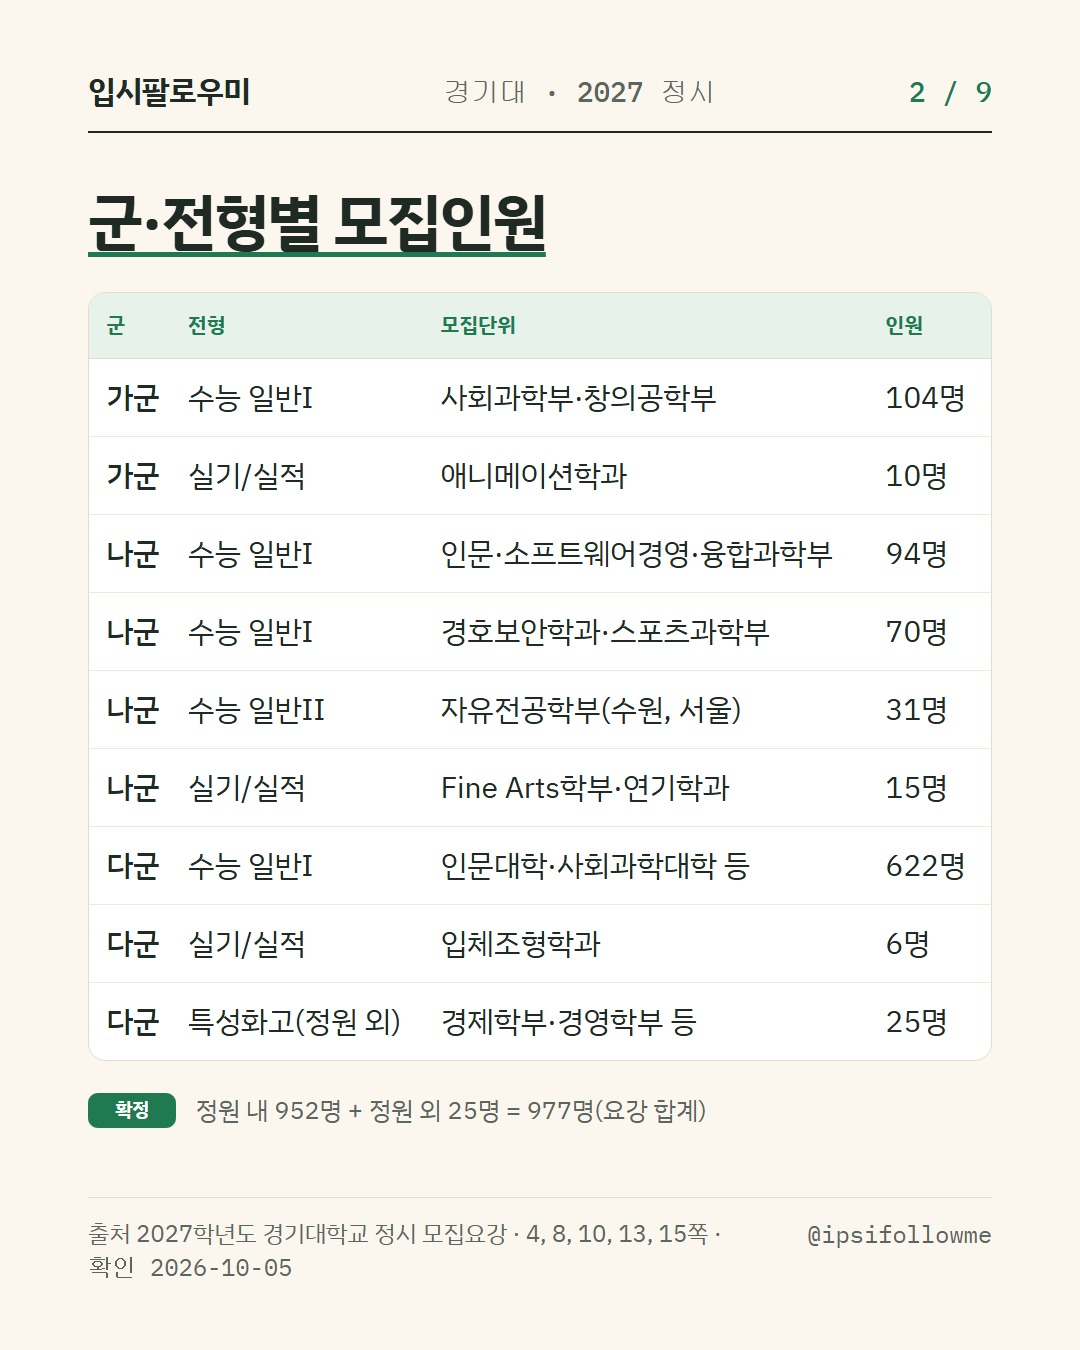 입시팔로우미
경기대 · 2027 정시
2 / 9
군·전형별 모집인원
군 전형 모집단위 인원
가군 수능 일반I 사회과학부·창의공학부 104명
가군 실기/실적 애니메이션학과 10명
나군 수능 일반I 인문·소프트웨어경영·융합과학부 94명
나군 수능 일반I 경호보안학과·스포츠과학부 70명
나군 수능 일반II 자유전공학부(수원, 서울) 31명
나군 실기/실적 Fine Arts학부·연기학과 15명
다군 수능 일반I 인문대학·사회과학대학 등 622명
다군 실기/실적 입체조형학과 6명
다군 특성화고(정원 외) 경제학부·경영학부 등 25명
확정 정원 내 952명 + 정원 외 25명 = 977명(요강 합계)
출처 2027학년도 경기대학교 정시 모집요강 · 4, 8, 10, 13, 15쪽 ·
확인 2026-10-05
@ipsifollowme